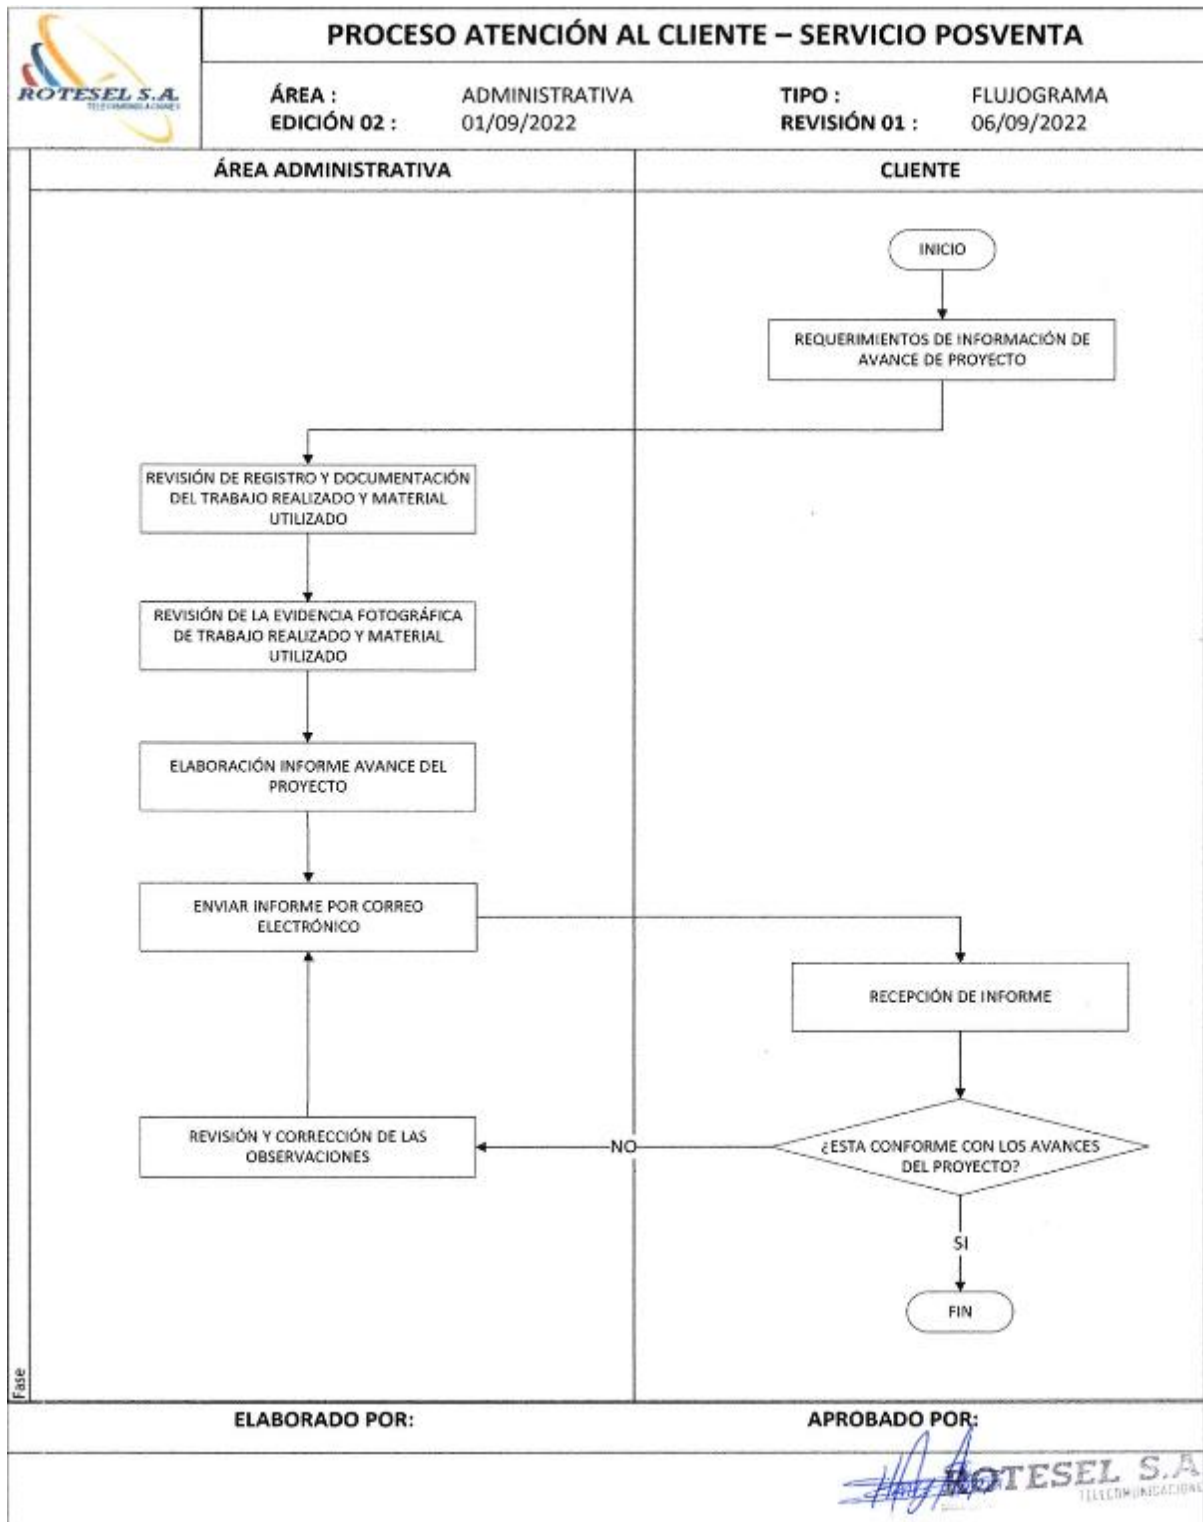 ROTESEL S.A.
TELECOMUNICACIONES
PROCESO ATENCIÓN AL CLIENTE – SERVICIO POSVENTA
ÁREA : ADMINISTRATIVA TIPO : FLUJOGRAMA
EDICIÓN 02 : 01/09/2022 REVISIÓN 01 : 06/09/2022
ÁREA ADMINISTRATIVA
CLIENTE
INICIO
REQUERIMIENTOS DE INFORMACIÓN DE
AVANCE DE PROYECTO
REVISIÓN DE REGISTRO Y DOCUMENTACIÓN
DEL TRABAJO REALIZADO Y MATERIAL
UTILIZADO
REVISIÓN DE LA EVIDENCIA FOTOGRÁFICA
DE TRABAJO REALIZADO Y MATERIAL
UTILIZADO
ELABORACIÓN INFORME AVANCE DEL
PROYECTO
ENVIAR INFORME POR CORREO
ELECTRÓNICO
RECEPCIÓN DE INFORME
¿ESTA CONFORME CON LOS AVANCES
DEL PROYECTO?
NO
REVISIÓN Y CORRECCIÓN DE LAS
OBSERVACIONES
SI
FIN
Fase
ELABORADO POR:
APROBADO POR:
ROTESEL S.A
TELECOMUNICACIONE